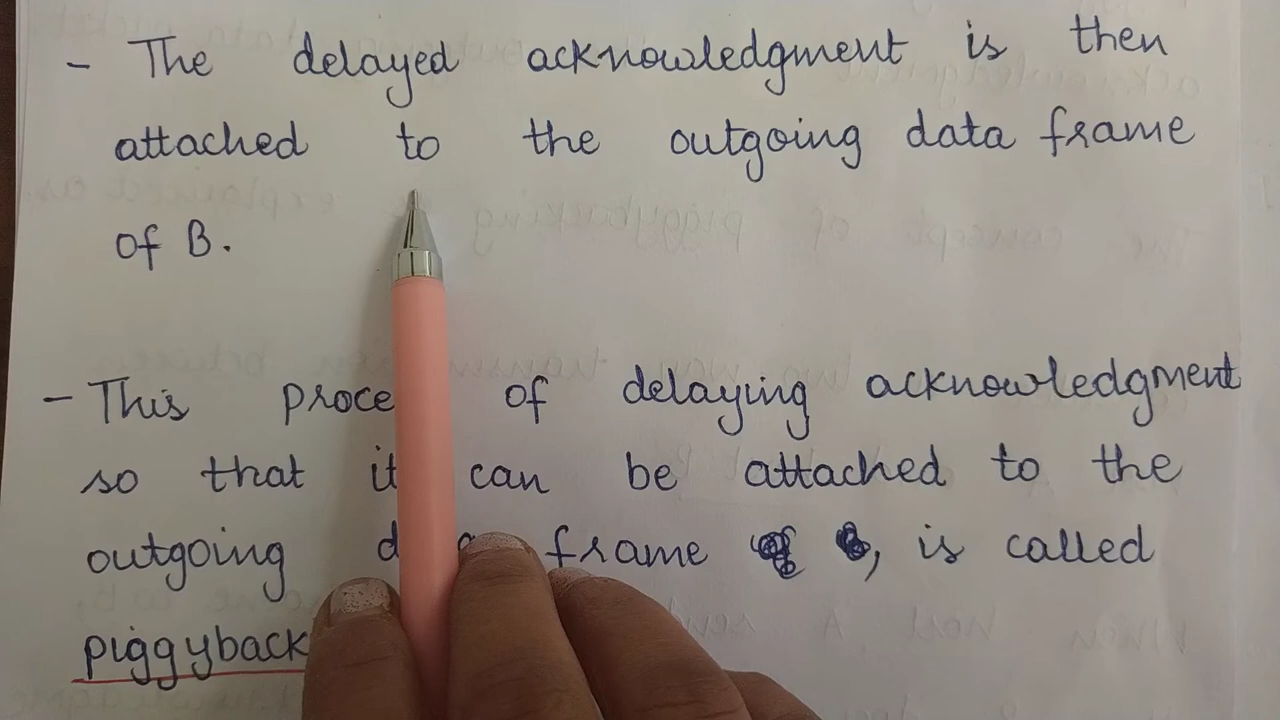 - The delayed acknowledgment is then
attached to the outgoing data frame
of B.
- This proce of delaying acknowledgment
so that it can be attached to the
outgoing frame , is called
piggyback